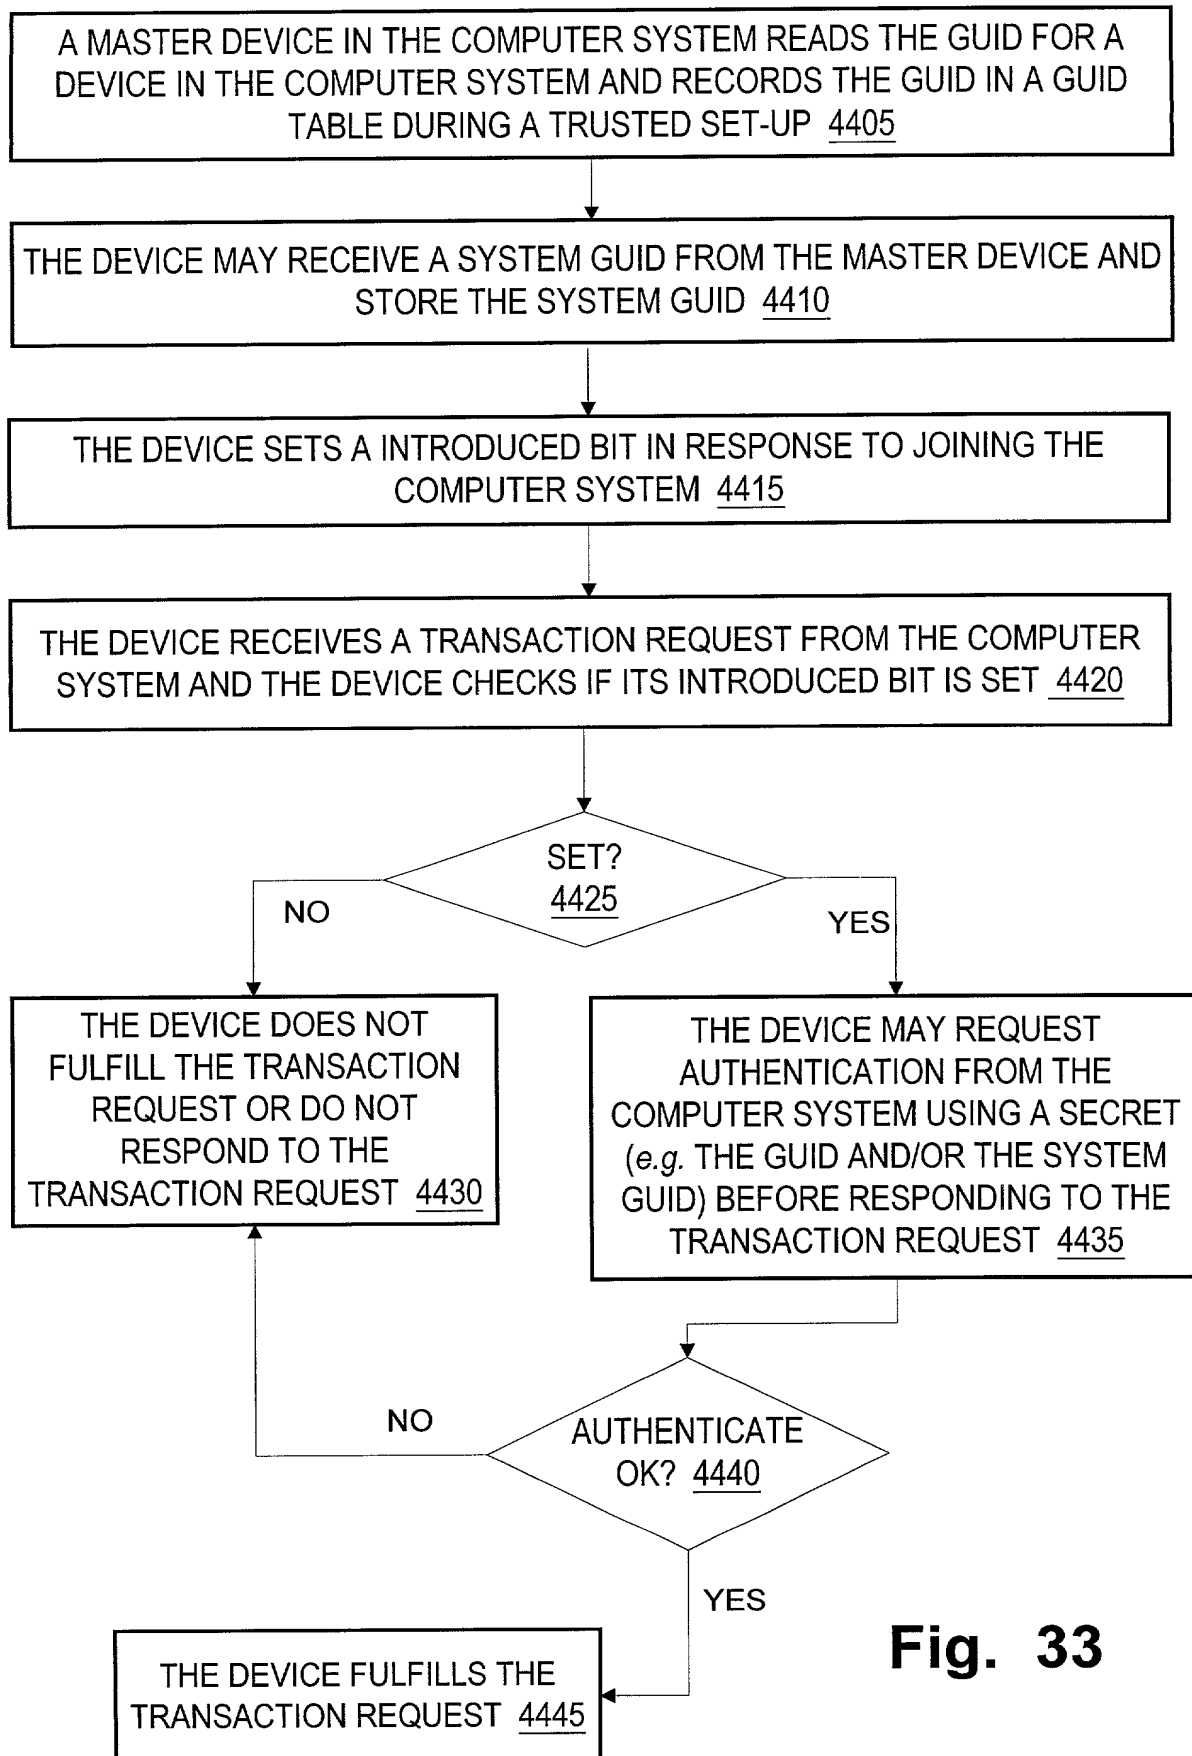 A MASTER DEVICE IN THE COMPUTER SYSTEM READS THE GUID FOR A
DEVICE IN THE COMPUTER SYSTEM AND RECORDS THE GUID IN A GUID
TABLE DURING A TRUSTED SET-UP 4405
THE DEVICE MAY RECEIVE A SYSTEM GUID FROM THE MASTER DEVICE AND
STORE THE SYSTEM GUID 4410
THE DEVICE SETS A INTRODUCED BIT IN RESPONSE TO JOINING THE
COMPUTER SYSTEM 4415
THE DEVICE RECEIVES A TRANSACTION REQUEST FROM THE COMPUTER
SYSTEM AND THE DEVICE CHECKS IF ITS INTRODUCED BIT IS SET 4420
SET?
4425
NO
YES
THE DEVICE DOES NOT
FULFILL THE TRANSACTION
REQUEST OR DO NOT
RESPOND TO THE
TRANSACTION REQUEST 4430
THE DEVICE MAY REQUEST
AUTHENTICATION FROM THE
COMPUTER SYSTEM USING A SECRET
(e.g. THE GUID AND/OR THE SYSTEM
GUID) BEFORE RESPONDING TO THE
TRANSACTION REQUEST 4435
NO
AUTHENTICATE
OK? 4440
YES
THE DEVICE FULFILLS THE
TRANSACTION REQUEST 4445
Fig. 33